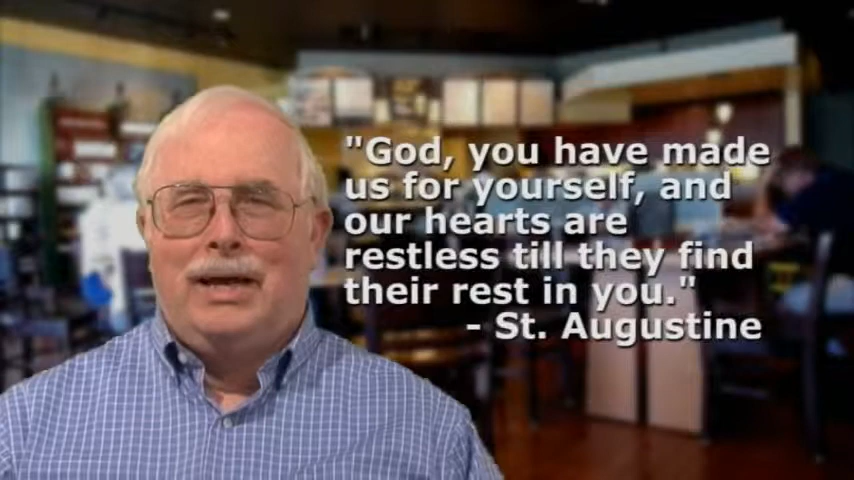 "God, you have made
us for yourself, and
our hearts are
restless till they find
their rest in you."
- St. Augustine